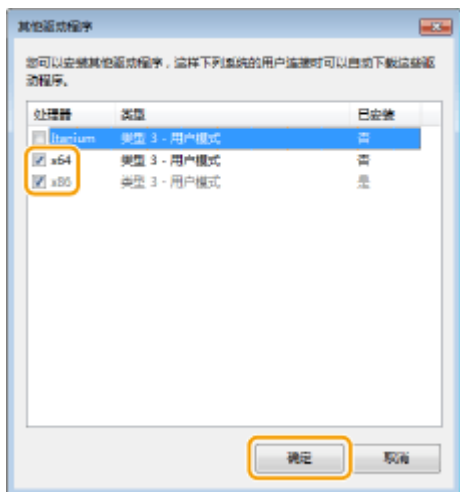 其他驱动程序
您可以安装其他驱动程序，这样下列系统的用户连接时可以自动下载这些驱
动程序。
处理器 类型 已安装
Itanium 类型 3 - 用户模式 否
x64 类型 3 - 用户模式 否
x86 类型 3 - 用户模式 是
确定 取消